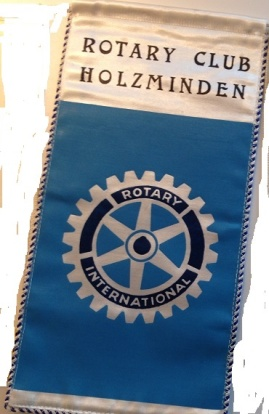 ROTARY CLUB
HOLZMINDEN
ROTARY
INTERNATIONAL